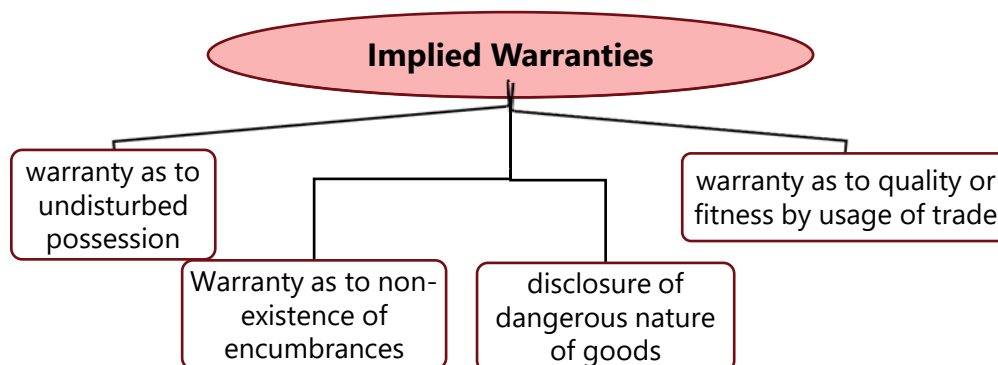 Implied Warranties
warranty as to
undisturbed
possession
Warranty as to non-
existence of
encumbrances
disclosure of
dangerous nature
of goods
warranty as to quality or
fitness by usage of trade